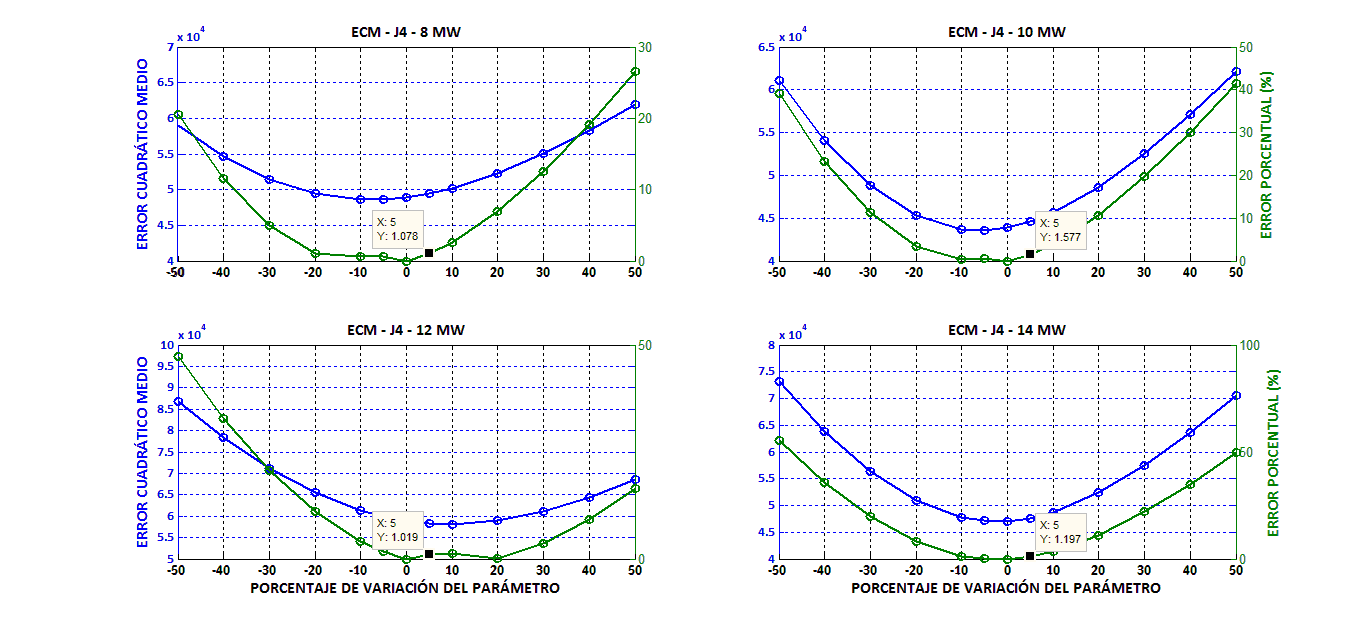 ECM - J4 - 8 MW
x 10^4
7
6.5
6
5.5
5
4.5
4
30
20
10
0
-50 -40 -30 -20 -10 0 10 20 30 40 50
ERROR CUADRÁTICO MEDIO
X: 5
Y: 1.078
ECM - J4 - 10 MW
x 10^4
6.5
6
5.5
5
4.5
4
50
40
30
20
10
0
-50 -40 -30 -20 -10 0 10 20 30 40 50
ERROR PORCENTUAL (%)
X: 5
Y: 1.577
ECM - J4 - 12 MW
x 10^4
10
9.5
9
8.5
8
7.5
7
6.5
6
5.5
5
50
0
-50 -40 -30 -20 -10 0 10 20 30 40 50
ERROR CUADRÁTICO MEDIO
X: 5
Y: 1.019
PORCENTAJE DE VARIACIÓN DEL PARÁMETRO
ECM - J4 - 14 MW
x 10^4
8
7.5
7
6.5
6
5.5
5
4.5
4
100
50
0
-50 -40 -30 -20 -10 0 10 20 30 40 50
ERROR PORCENTUAL (%)
X: 5
Y: 1.197
PORCENTAJE DE VARIACIÓN DEL PARÁMETRO